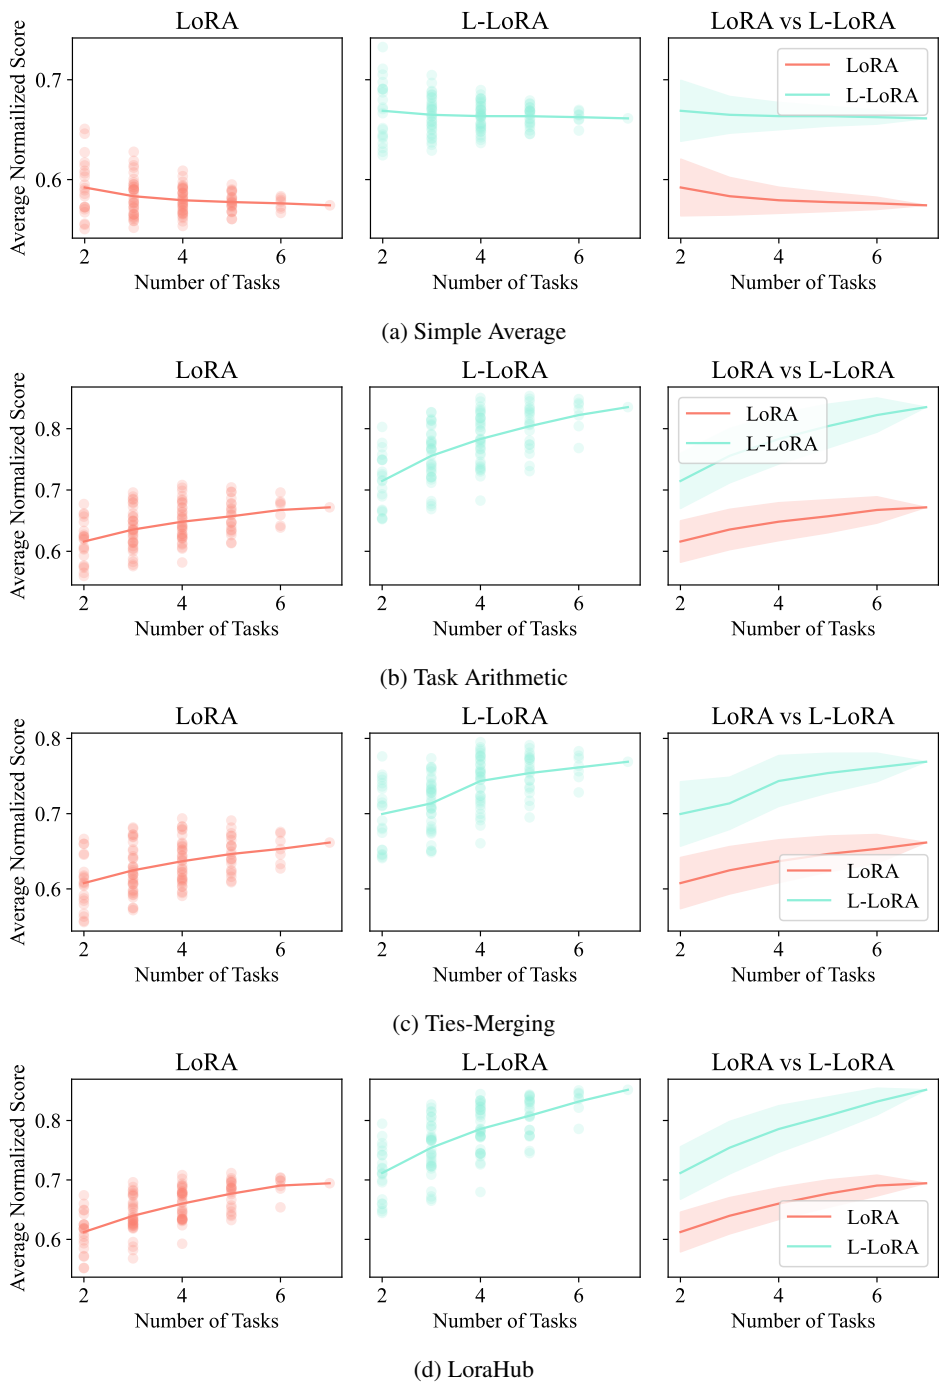 LoRA
L-LoRA
LoRA vs L-LoRA
Average Normailized Score
0.7
0.6
LoRA
L-LoRA
2 4 6
2 4 6
2 4 6
Number of Tasks
Number of Tasks
Number of Tasks
(a) Simple Average
LoRA
L-LoRA
LoRA vs L-LoRA
Average Normalized Score
0.8
0.7
0.6
LoRA
L-LoRA
2 4 6
2 4 6
2 4 6
Number of Tasks
Number of Tasks
Number of Tasks
(b) Task Arithmetic
LoRA
L-LoRA
LoRA vs L-LoRA
Average Normalized Score
0.8
0.7
0.6
LoRA
L-LoRA
2 4 6
2 4 6
2 4 6
Number of Tasks
Number of Tasks
Number of Tasks
(c) Ties-Merging
LoRA
L-LoRA
LoRA vs L-LoRA
Average Normalized Score
0.8
0.7
0.6
LoRA
L-LoRA
2 4 6
2 4 6
2 4 6
Number of Tasks
Number of Tasks
Number of Tasks
(d) LoraHub